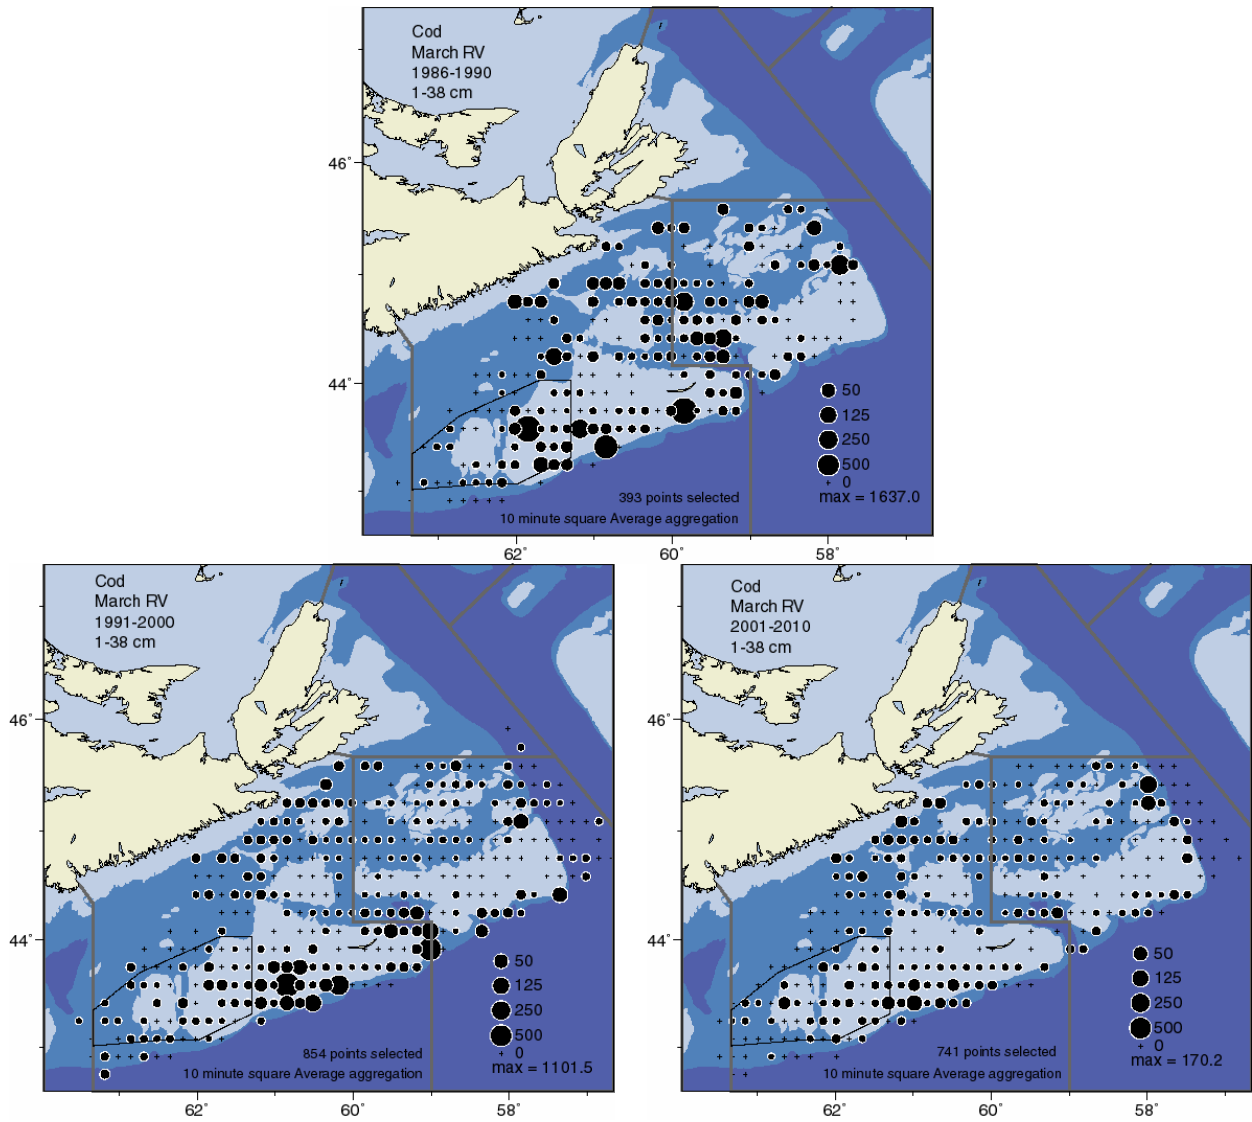 Cod
March RV
1986-1990
1-38 cm
46°
44°
50
125
250
500
0
max = 1637.0
393 points selected
10 minute square Average aggregation
62°
60°
58°
Cod
March RV
1991-2000
1-38 cm
46°
44°
50
125
250
500
0
max = 1101.5
854 points selected
10 minute square Average aggregation
62°
60°
58°
Cod
March RV
2001-2010
1-38 cm
46°
44°
50
125
250
500
0
max = 170.2
741 points selected
10 minute square Average aggregation
62°
60°
58°